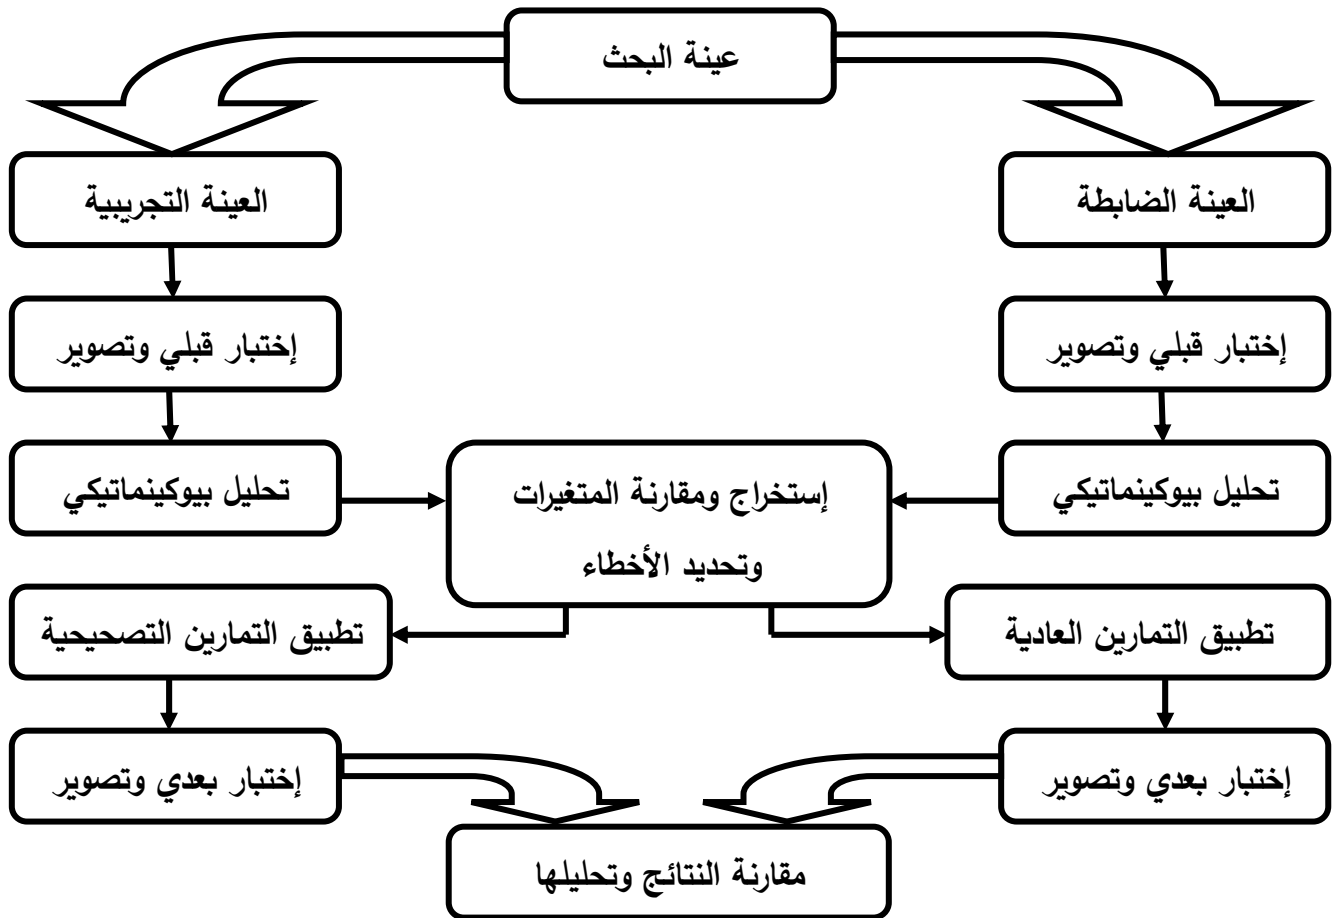 عينة البحث
العينة الضابطة
العينة التجريبية
إختبار قبلي وتصوير
إختبار قبلي وتصوير
تحليل بيوكينماتيكي
إستخراج ومقارنة المتغيرات
وتحديد الأخطاء
تحليل بيوكينماتيكي
تطبيق التمارين العادية
تطبيق التمارين التصحيحية
إختبار بعدي وتصوير
إختبار بعدي وتصوير
مقارنة النتائج وتحليلها